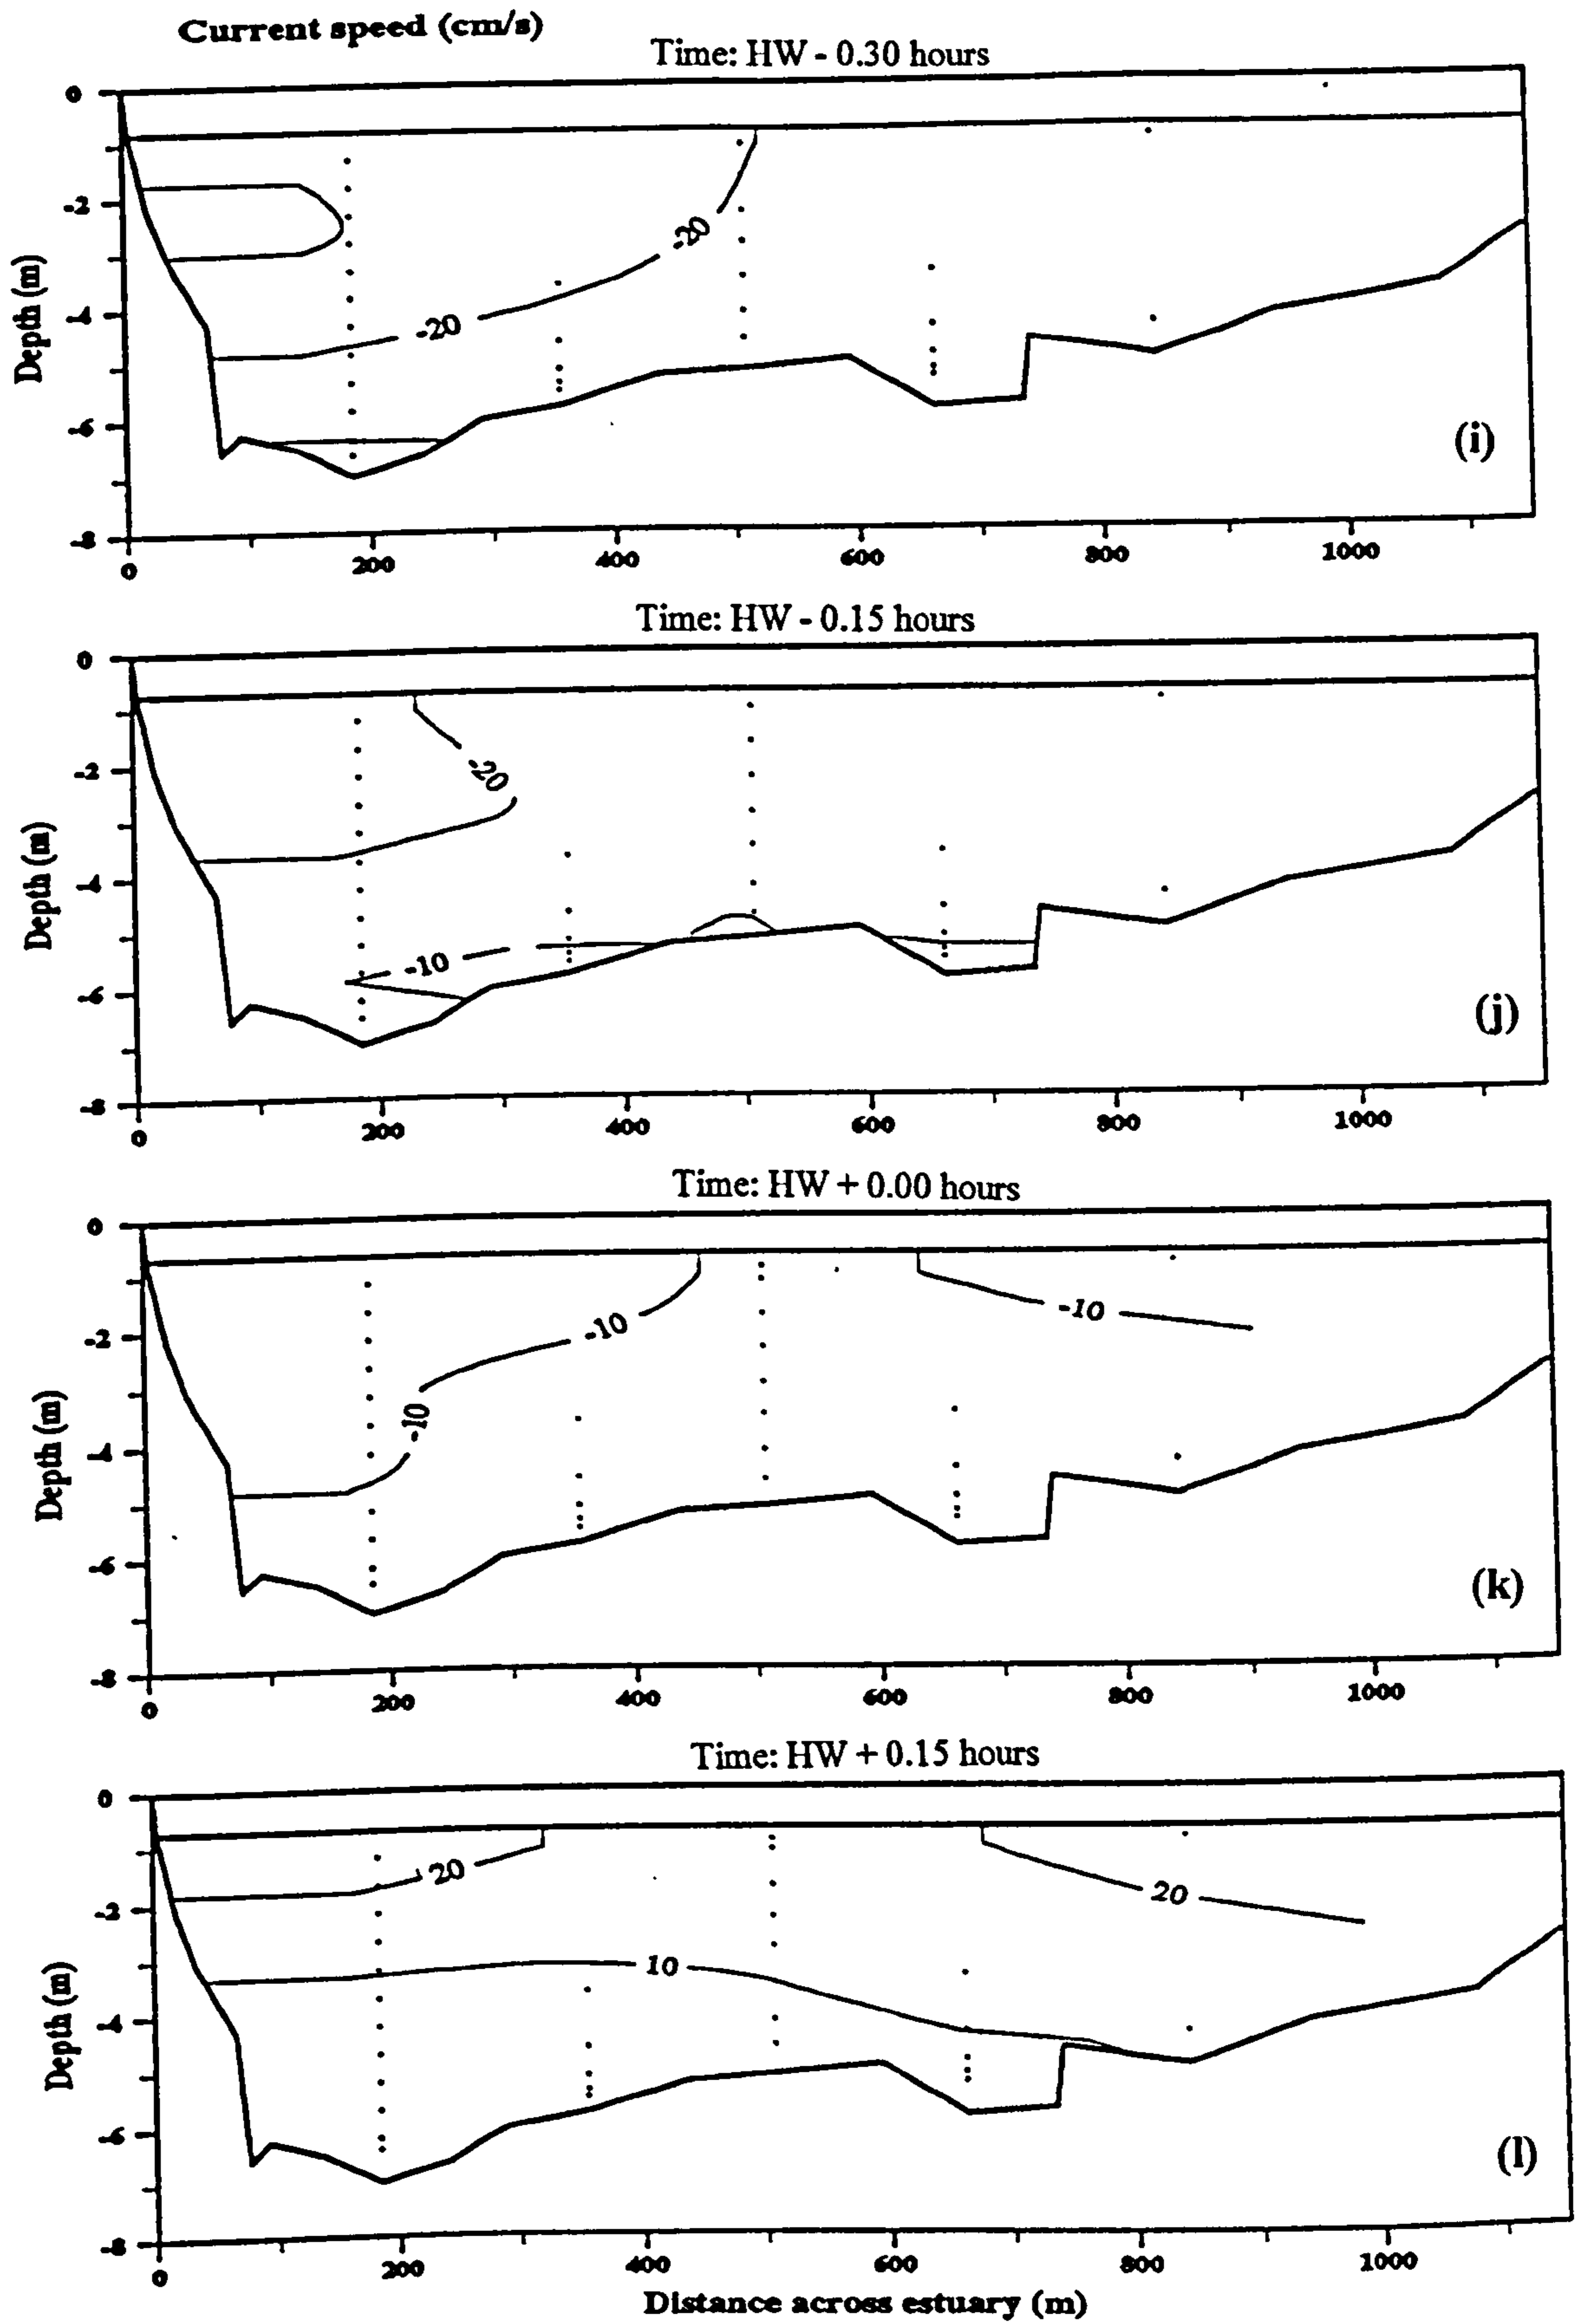 Current speed (cm/s)
Time: HW - 0.30 hours
0
-2
-4
-6
-8
Depth (m)
-20
-20
(i)
0 200 400 600 800 1000
Time: HW - 0.15 hours
0
-2
-4
-6
-8
Depth (m)
-20
-10
(j)
0 200 400 600 800 1000
Time: HW + 0.00 hours
0
-2
-4
-6
-8
Depth (m)
-10
-10
-10
(k)
0 200 400 600 800 1000
Time: HW + 0.15 hours
0
-2
-4
-6
-8
Depth (m)
20
20
10
(l)
0 200 400 600 800 1000
Distance across estuary (m)